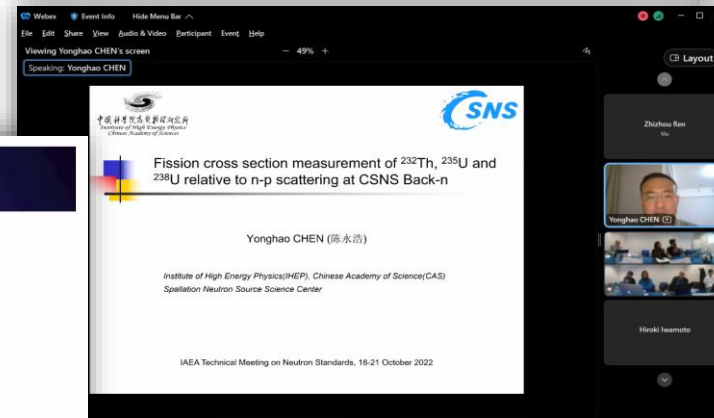 Webex Event Info Hide Menu Bar
File Edit Share View Audio & Video Participant Event Help
Viewing Yonghao CHEN's screen
− 49% +
Layout
Speaking: Yonghao CHEN
中国科学院高能物理研究所
Institute of High Energy Physics
Chinese Academy of Sciences
CSNS
Fission cross section measurement of ²³²Th, ²³⁵U and
²³⁸U relative to n-p scattering at CSNS Back-n
Yonghao CHEN (陈永浩)
Institute of High Energy Physics(IHEP), Chinese Academy of Science(CAS)
Spallation Neutron Source Science Center
IAEA Technical Meeting on Neutron Standards, 18-21 October 2022
Zhizhou Ren
Me
Yonghao CHEN
Hiroki Iwamoto